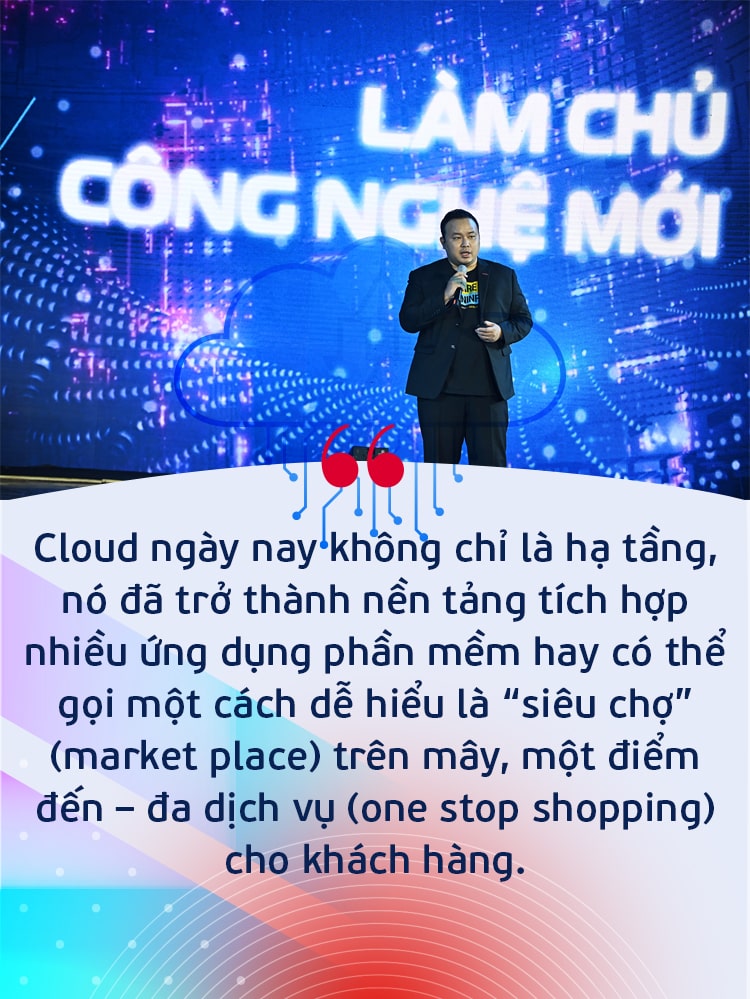 LÀM CHỦ
CÔNG NGHỆ MỚI
Cloud ngày nay không chỉ là hạ tầng,
nó đã trở thành nền tảng tích hợp
nhiều ứng dụng phần mềm hay có thể
gọi một cách dễ hiểu là “siêu chợ”
(market place) trên mây, một điểm
đến – đa dịch vụ (one stop shopping)
cho khách hàng.